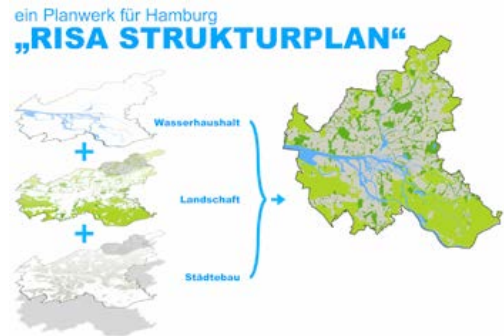 ein Planwerk für Hamburg
„RISA STRUKTURPLAN“
Wasserhaushalt
+
Landschaft
+
Städtebau